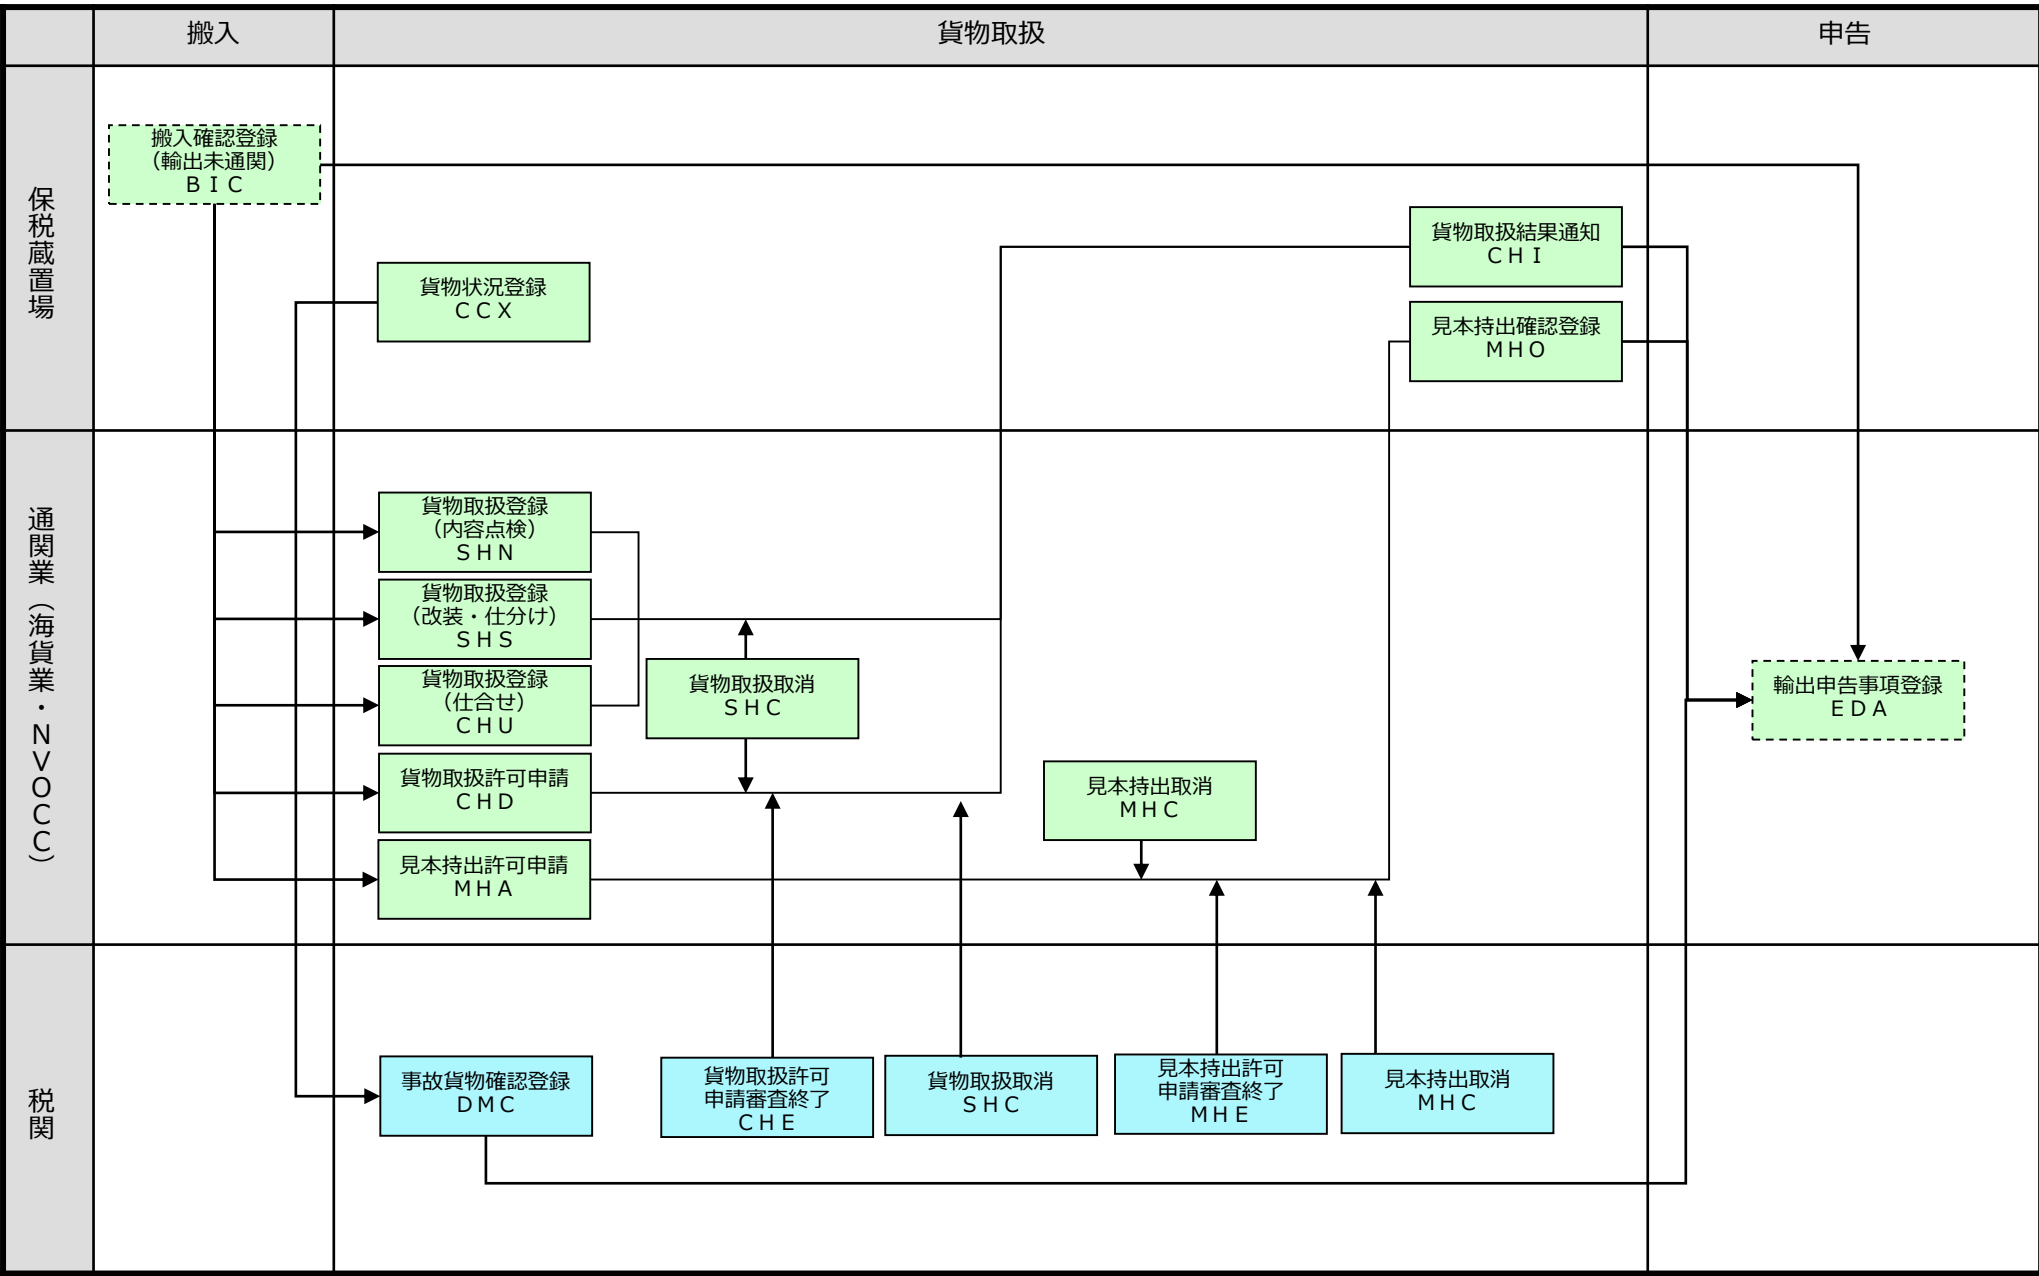 搬入
貨物取扱
申告
保税蔵置場
搬入確認登録
（輸出未通関）
ＢＩＣ
貨物状況登録
ＣＣＸ
貨物取扱結果通知
ＣＨＩ
見本持出確認登録
ＭＨＯ
通関業（海貨業・ＮＶＯＣＣ）
貨物取扱登録
（内容点検）
ＳＨＮ
貨物取扱登録
（改装・仕分け）
ＳＨＳ
貨物取扱登録
（仕合せ）
ＣＨＵ
貨物取扱許可申請
ＣＨＤ
見本持出許可申請
ＭＨＡ
貨物取扱取消
ＳＨＣ
見本持出取消
ＭＨＣ
輸出申告事項登録
ＥＤＡ
税関
事故貨物確認登録
ＤＭＣ
貨物取扱許可
申請審査終了
ＣＨＥ
貨物取扱取消
ＳＨＣ
見本持出許可
申請審査終了
ＭＨＥ
見本持出取消
ＭＨＣ